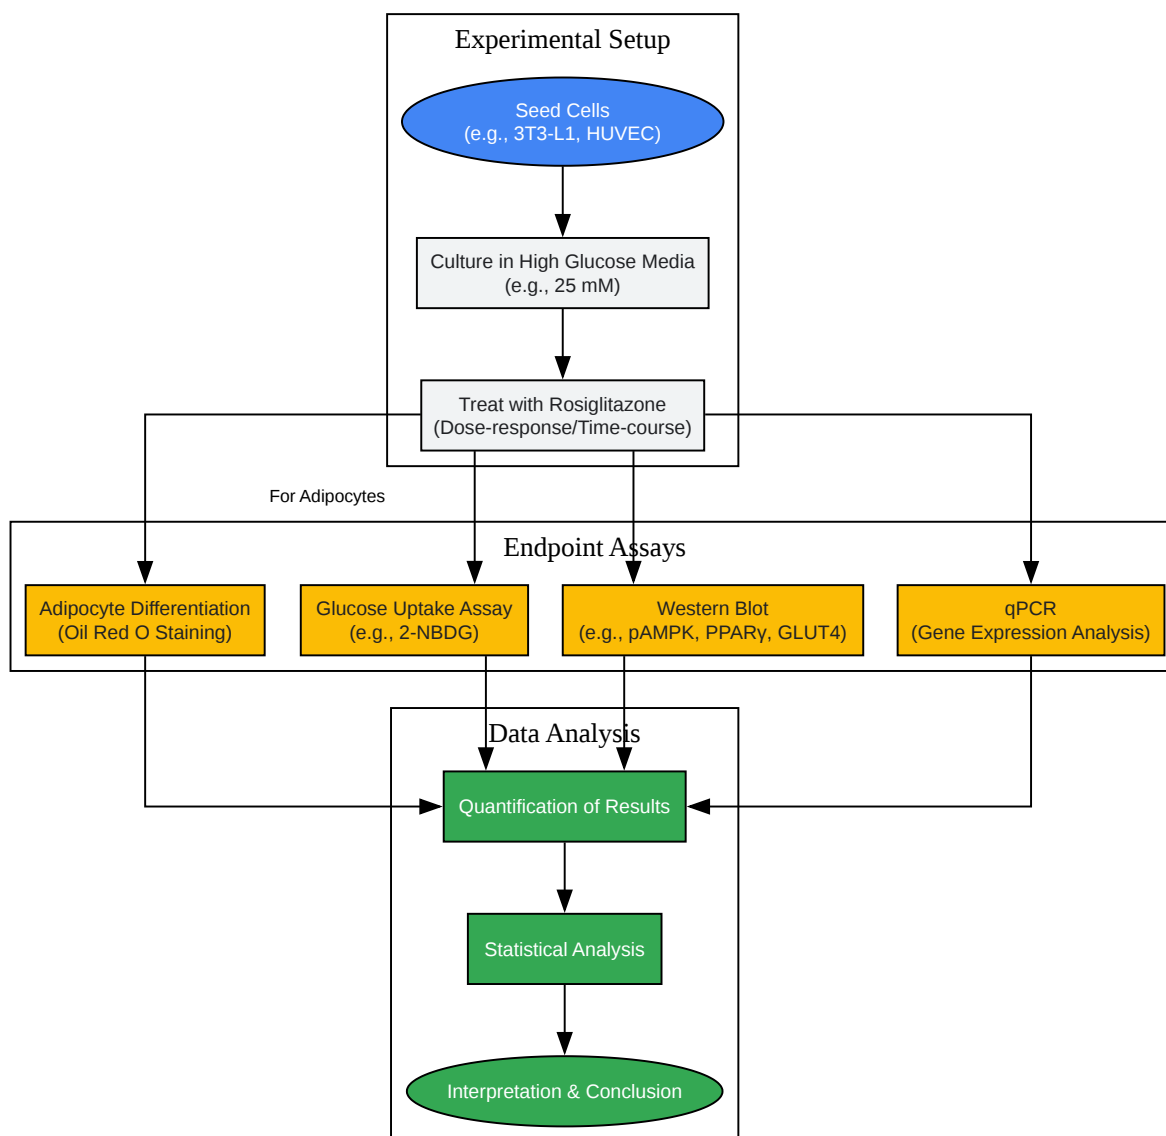 Experimental Setup
Seed Cells
(e.g., 3T3-L1, HUVEC)
Culture in High Glucose Media
(e.g., 25 mM)
Treat with Rosiglitazone
(Dose-response/Time-course)
For Adipocytes
Endpoint Assays
Adipocyte Differentiation
(Oil Red O Staining)
Glucose Uptake Assay
(e.g., 2-NBDG)
Western Blot
(e.g., pAMPK, PPARγ, GLUT4)
qPCR
(Gene Expression Analysis)
Data Analysis
Quantification of Results
Statistical Analysis
Interpretation & Conclusion